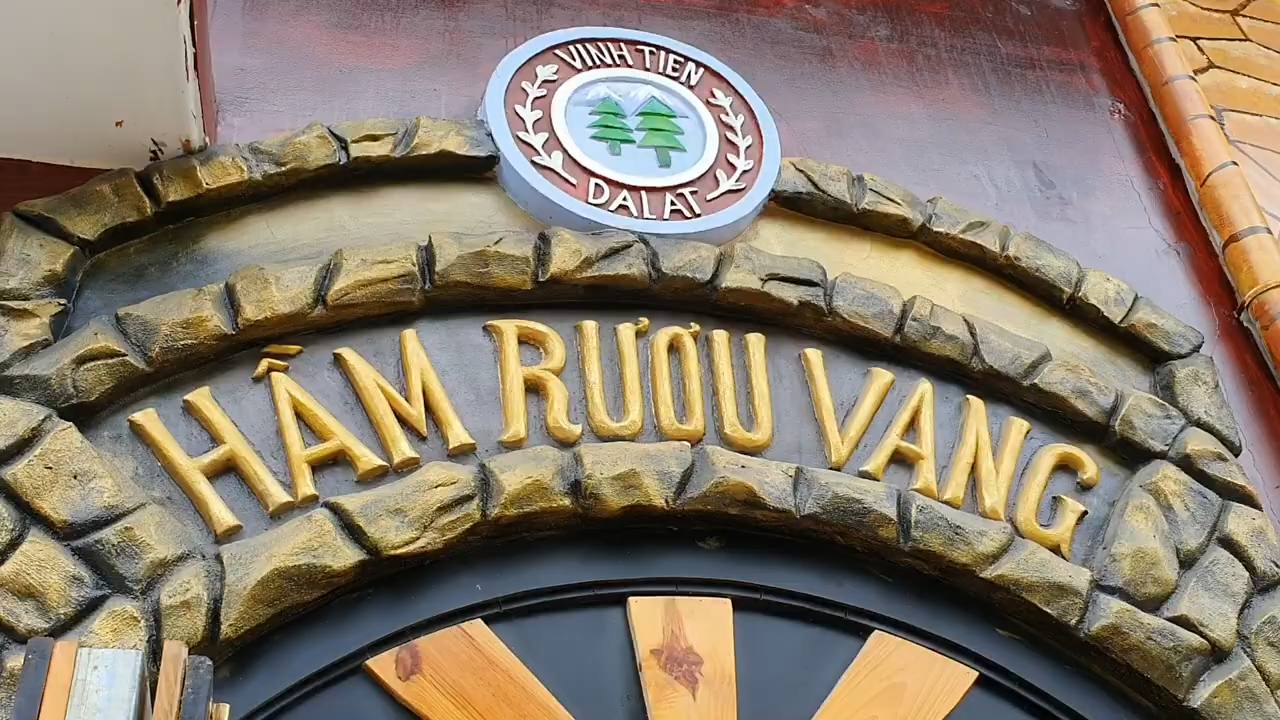 VINH TIEN
DALAT
HẦM RƯỢU VANG